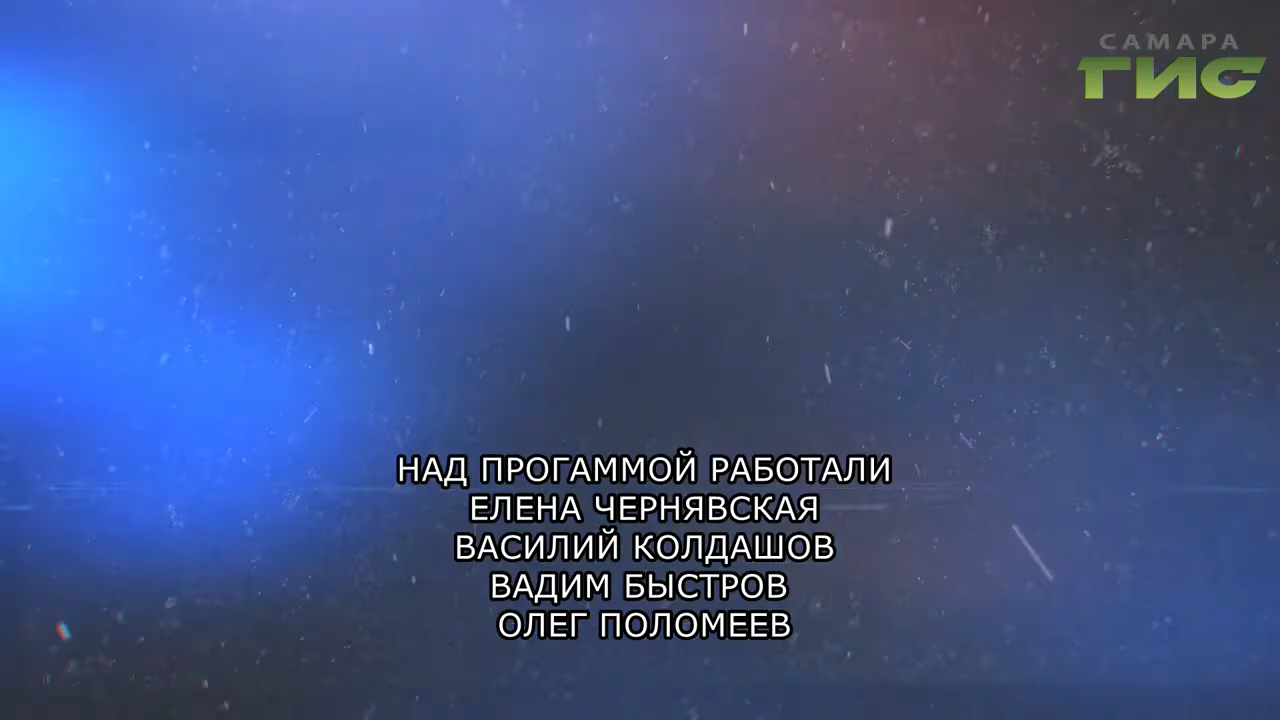 САМАРА
ГИС
НАД ПРОГАММОЙ РАБОТАЛИ
ЕЛЕНА ЧЕРНЯВСКАЯ
ВАСИЛИЙ КОЛДАШОВ
ВАДИМ БЫСТРОВ
ОЛЕГ ПОЛОМЕЕВ